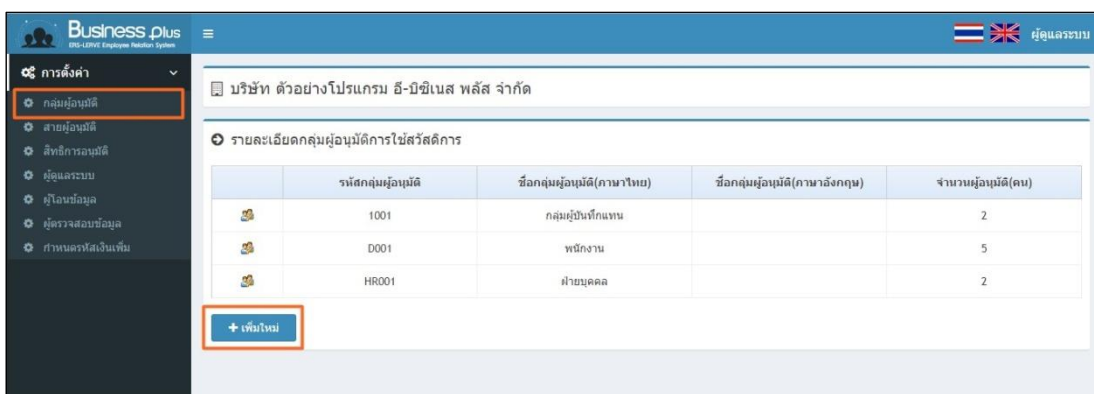 Business plus
ERS-LERVE Employee Relation System
ผู้ดูแลระบบ
การตั้งค่า
กลุ่มผู้อนุมัติ
สายผู้อนุมัติ
สิทธิการอนุมัติ
ผู้ดูแลระบบ
ผู้โอนข้อมูล
ผู้ตรวจสอบข้อมูล
กำหนดรหัสเงินเพิ่ม
บริษัท ตัวอย่างโปรแกรม อี-บิซิเนส พลัส จำกัด
รายละเอียดกลุ่มผู้อนุมัติการใช้สวัสดิการ
รหัสกลุ่มผู้อนุมัติ ชื่อกลุ่มผู้อนุมัติ(ภาษาไทย) ชื่อกลุ่มผู้อนุมัติ(ภาษาอังกฤษ) จำนวนผู้อนุมัติ(คน)
1001 กลุ่มผู้บันทึกแทน 2
D001 พนักงาน 5
HR001 ฝ่ายบุคคล 2
+ เพิ่มใหม่